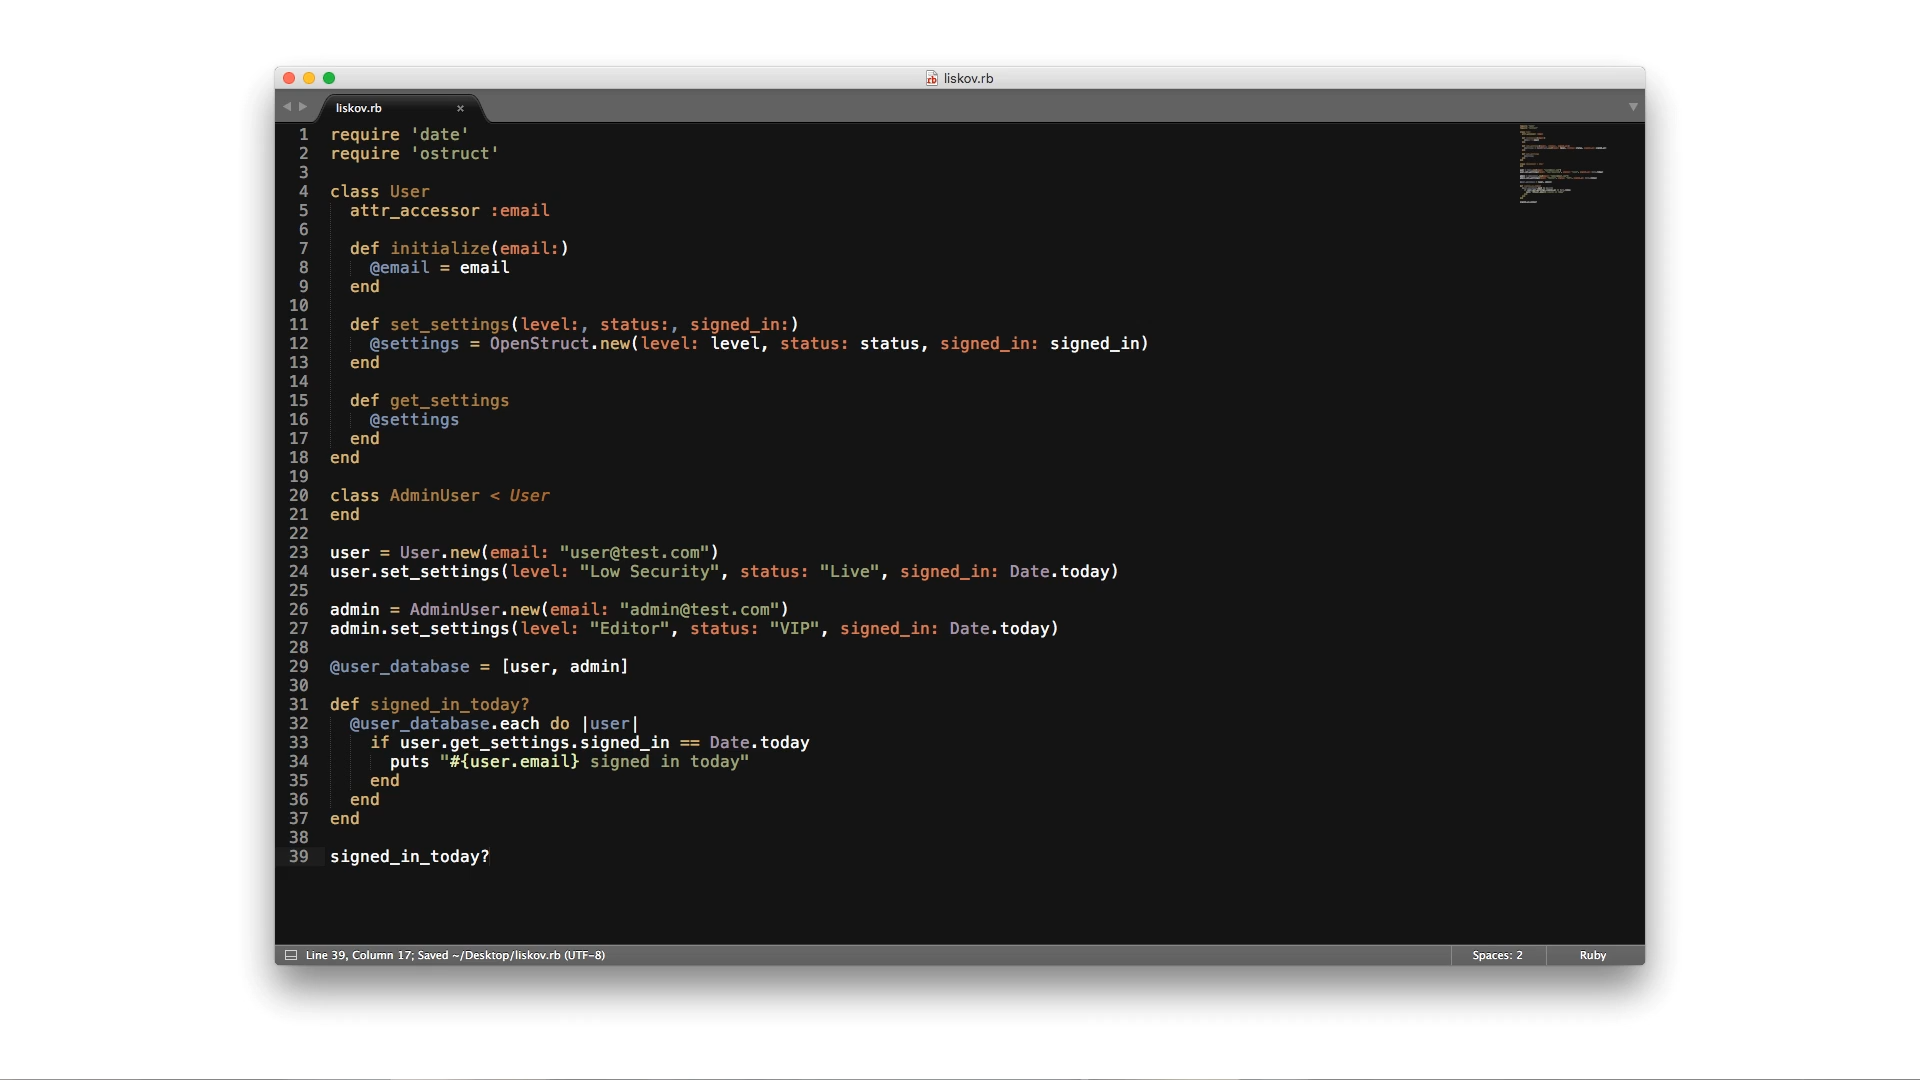 liskov.rb
liskov.rb
1 require 'date'
2 require 'ostruct'
3
4 class User
5   attr_accessor :email
6
7   def initialize(email:)
8     @email = email
9   end
10
11   def set_settings(level:, status:, signed_in:)
12     @settings = OpenStruct.new(level: level, status: status, signed_in: signed_in)
13   end
14
15   def get_settings
16     @settings
17   end
18 end
19
20 class AdminUser < User
21 end
22
23 user = User.new(email: "user@test.com")
24 user.set_settings(level: "Low Security", status: "Live", signed_in: Date.today)
25
26 admin = AdminUser.new(email: "admin@test.com")
27 admin.set_settings(level: "Editor", status: "VIP", signed_in: Date.today)
28
29 @user_database = [user, admin]
30
31 def signed_in_today?
32   @user_database.each do |user|
33     if user.get_settings.signed_in == Date.today
34       puts "#{user.email} signed in today"
35     end
36   end
37 end
38
39 signed_in_today?
Line 39, Column 17; Saved ~/Desktop/liskov.rb (UTF-8) Spaces: 2 Ruby